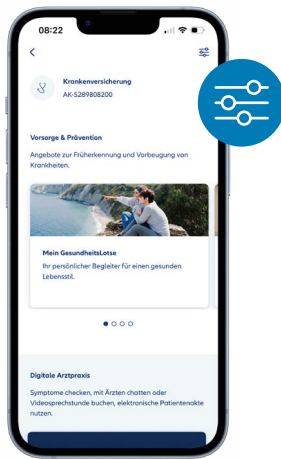 08:22
Krankenversicherung
AK-5289808200
Vorsorge & Prävention
Angebote zur Früherkennung und Vorbeugung von
Krankheiten.
Mein GesundheitsLotse
Ihr persönlicher Begleiter für einen gesunden
Lebensstil.
Digitale Arztpraxis
Symptome checken, mit Ärzten chatten oder
Videosprechstunde buchen, elektronische Patientenakte
nutzen.